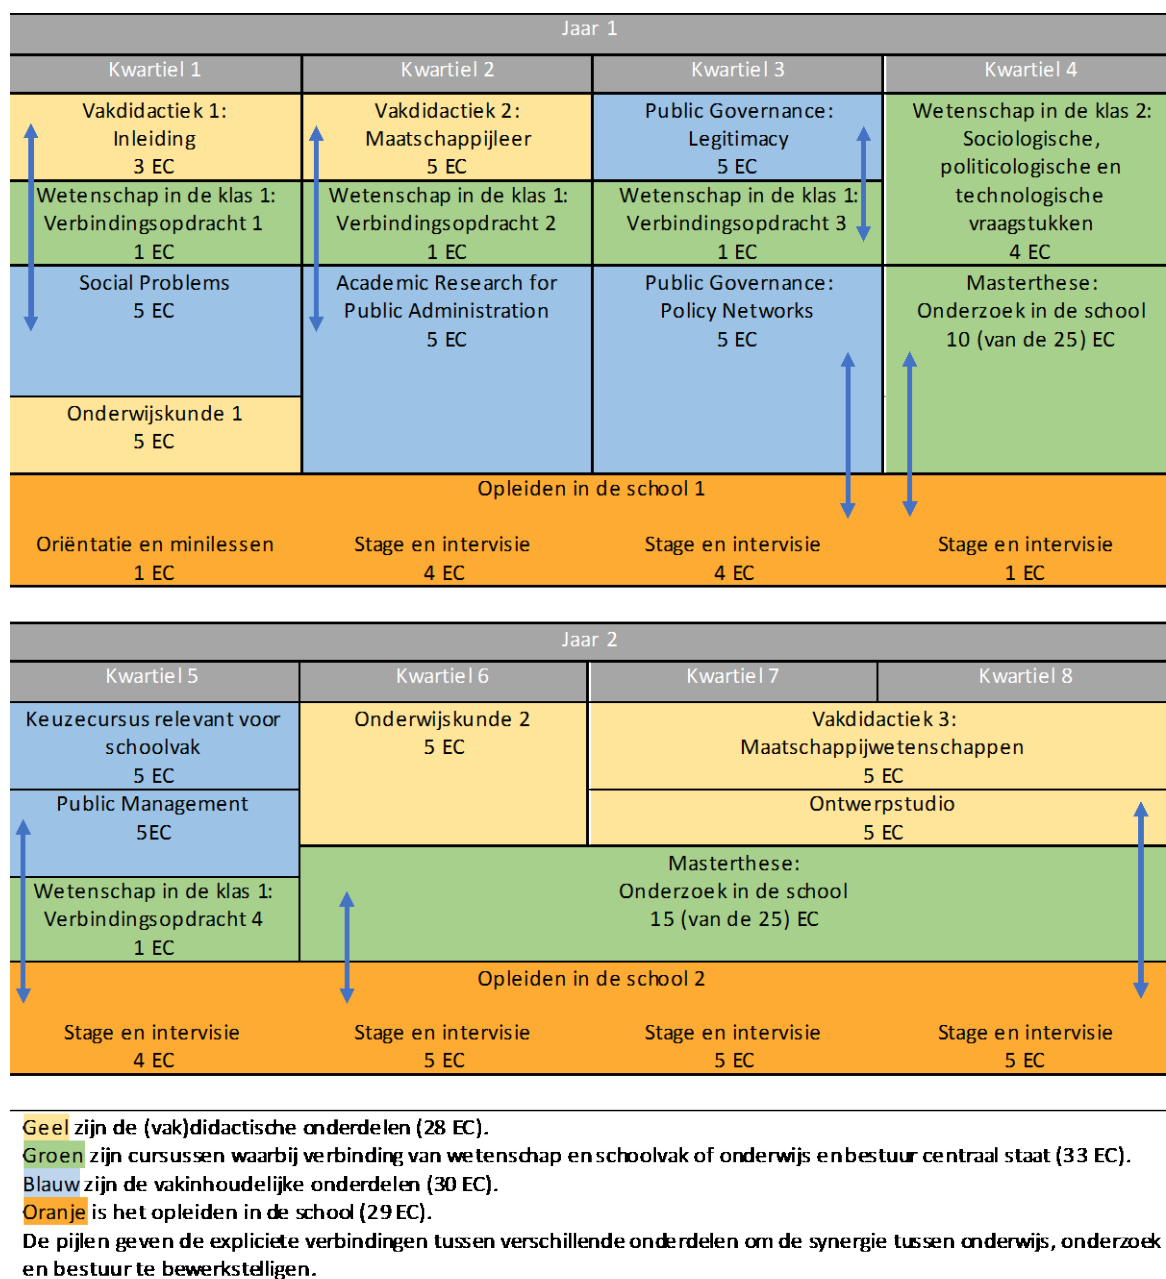 Jaar 1
Kwartiel 1
Kwartiel 2
Kwartiel 3
Kwartiel 4
Vakdidactiek 1:
Inleiding
3 EC
Vakdidactiek 2:
Maatschappijleer
5 EC
Public Governance:
Legitimacy
5 EC
Wetenschap in de klas 2:
Sociologische,
politicologische en
technologische
vraagstukken
4 EC
Wetenschap in de klas 1:
Verbindingsopdracht 1
1 EC
Wetenschap in de klas 1:
Verbindingsopdracht 2
1 EC
Wetenschap in de klas 1:
Verbindingsopdracht 3
1 EC
Social Problems
5 EC
Academic Research for
Public Administration
5 EC
Public Governance:
Policy Networks
5 EC
Masterthese:
Onderzoek in de school
10 (van de 25) EC
Onderwijskunde 1
5 EC
Opleiden in de school 1
Oriëntatie en minilessen
1 EC
Stage en intervisie
4 EC
Stage en intervisie
4 EC
Stage en intervisie
1 EC
Jaar 2
Kwartiel 5
Kwartiel 6
Kwartiel 7
Kwartiel 8
Keuzecursus relevant voor
schoolvak
5 EC
Onderwijskunde 2
5 EC
Vakdidactiek 3:
Maatschappijwetenschappen
5 EC
Public Management
5EC
Ontwerpstudio
5 EC
Wetenschap in de klas 1:
Verbindingsopdracht 4
1 EC
Masterthese:
Onderzoek in de school
15 (van de 25) EC
Opleiden in de school 2
Stage en intervisie
4 EC
Stage en intervisie
5 EC
Stage en intervisie
5 EC
Stage en intervisie
5 EC
Geel zijn de (vak)didactische onderdelen (28 EC).
Groen zijn cursussen waarbij verbinding van wetenschap en schoolvak of onderwijs en bestuur centraal staat (33 EC).
Blauw zijn de vakinhoudelijke onderdelen (30 EC).
Oranje is het opleiden in de school (29 EC).
De pijlen geven de expliciete verbindingen tussen verschillende onderdelen om de synergie tussen onderwijs, onderzoek
en bestuur te bewerkstelligen.